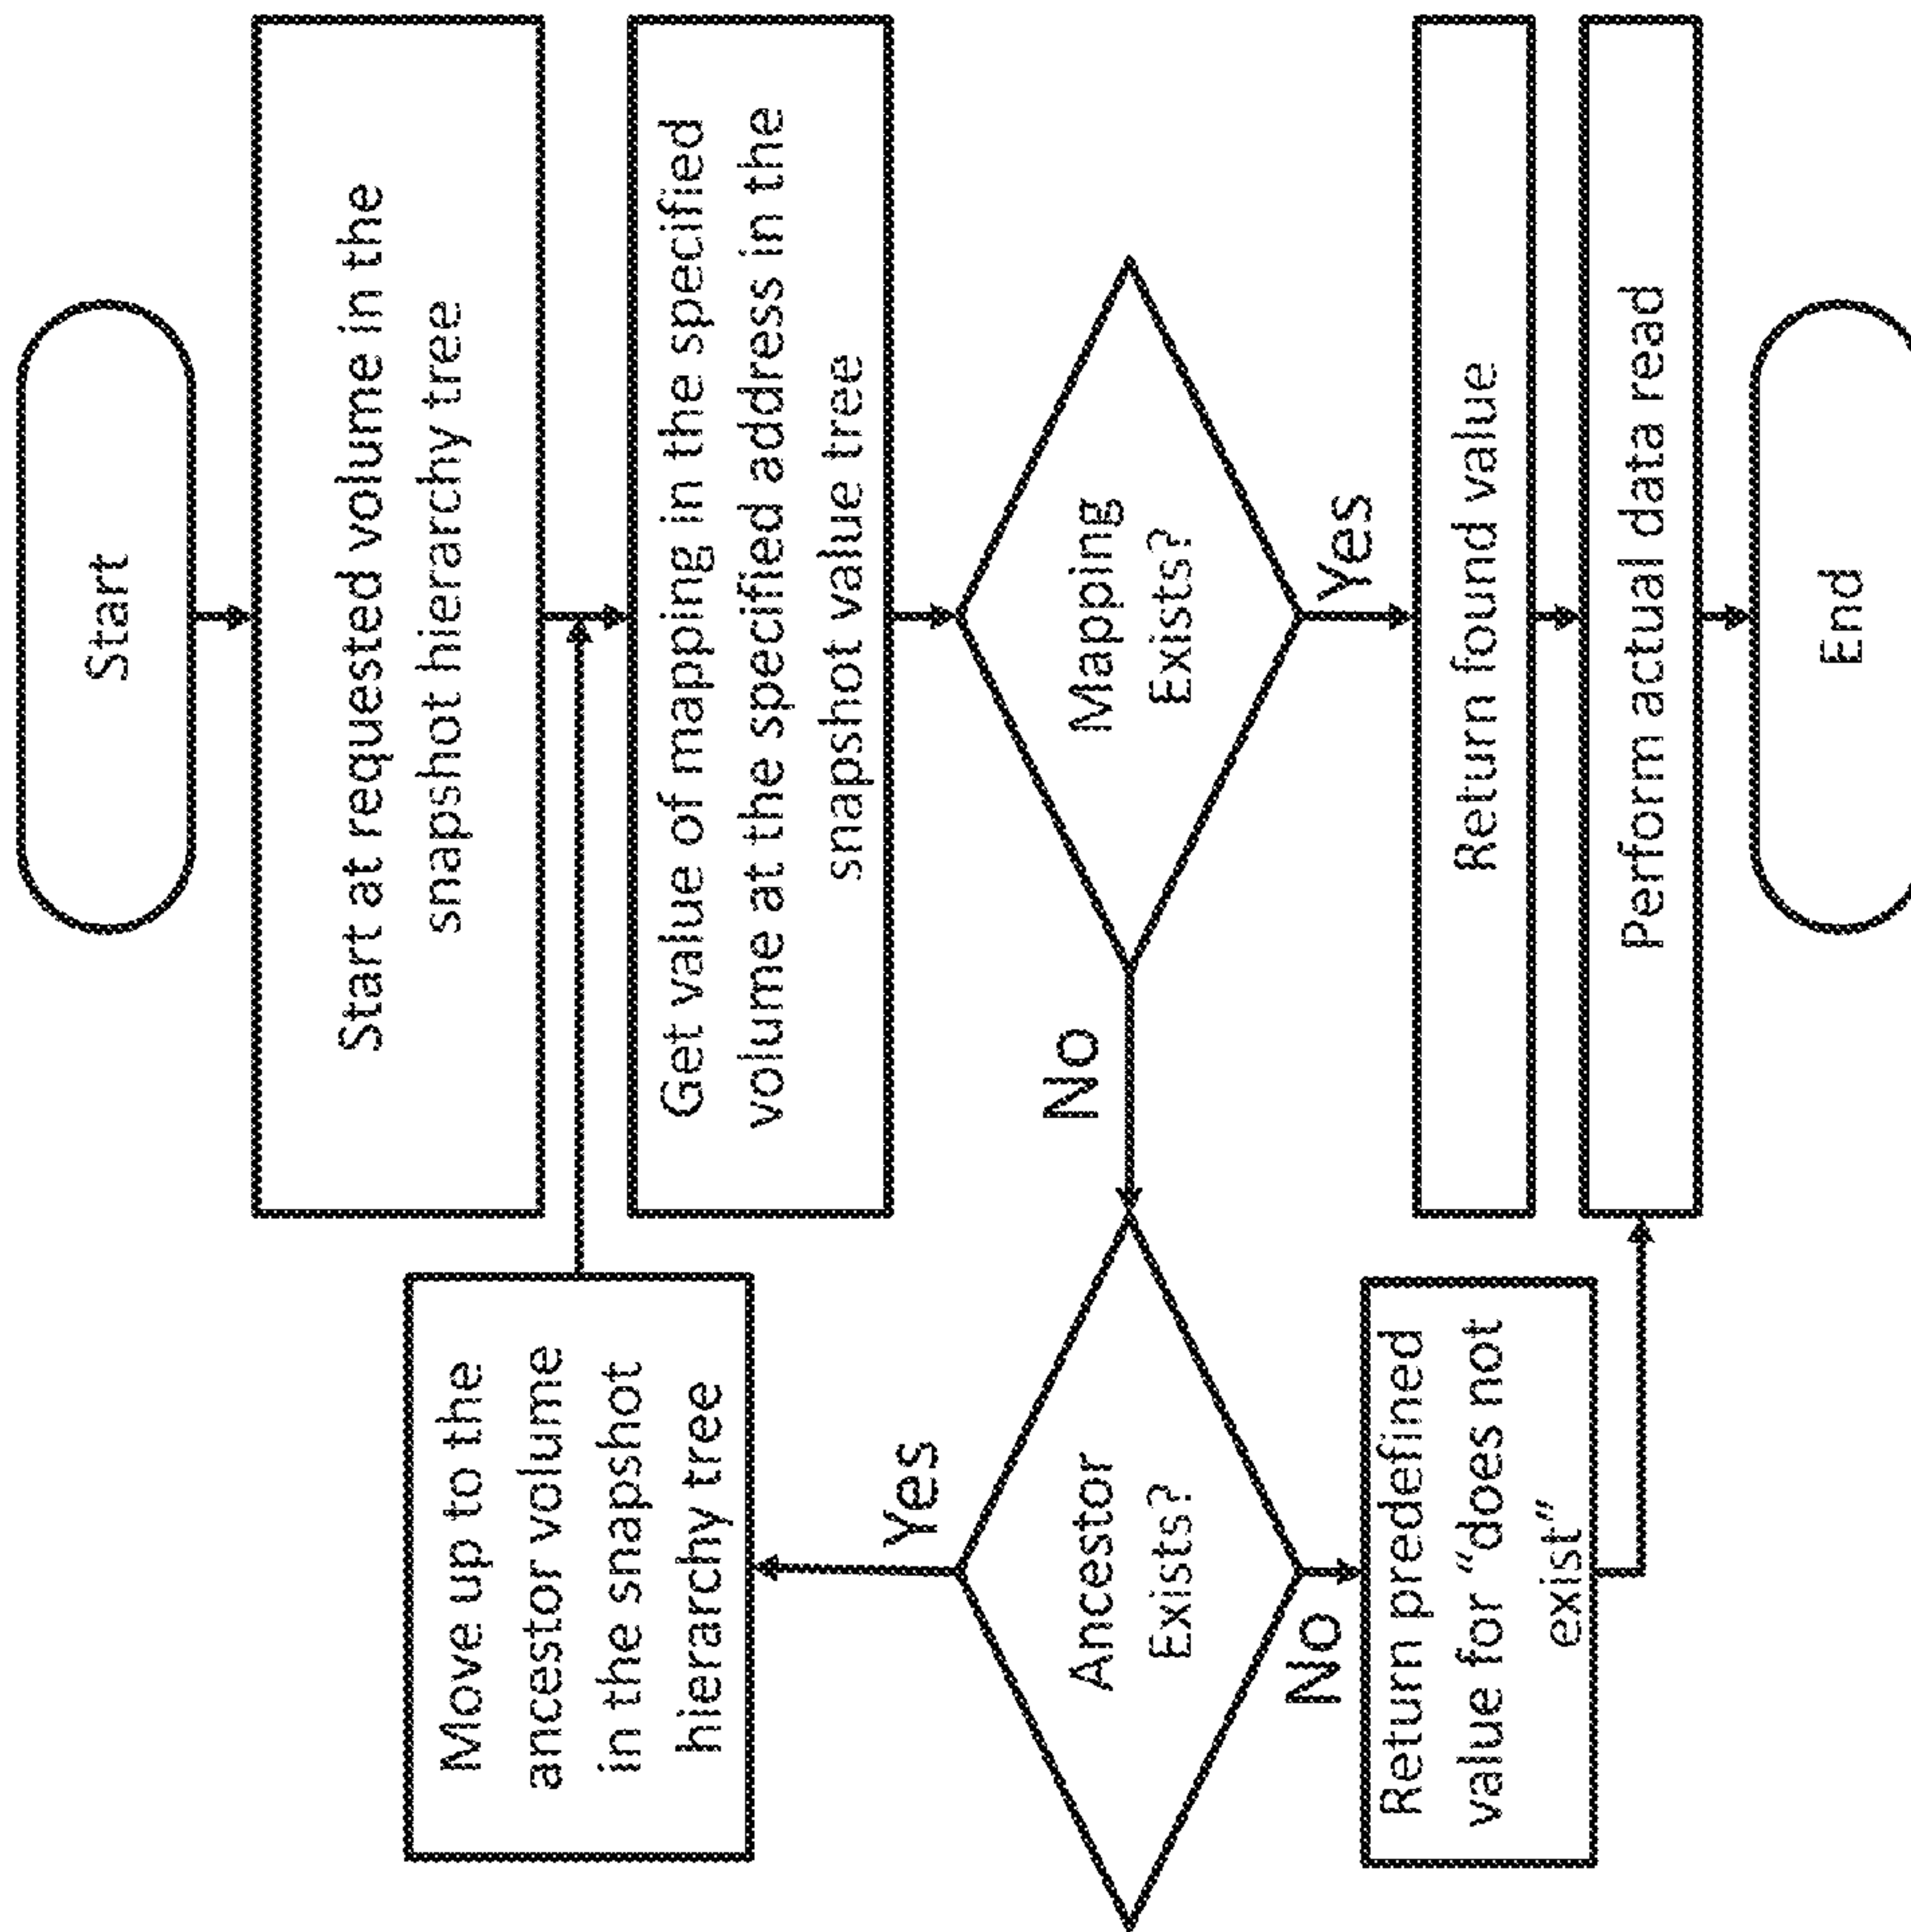 Start
Start at requested volume in the
snapshot hierarchy tree
Get value of mapping in the specified
volume at the specified address in the
snapshot value tree
Mapping
Exists?
Yes
No
Return found value
Perform actual data read
End
Move up to the
ancestor volume
in the snapshot
hierarchy tree
Yes
Ancestor
Exists?
No
Return predefined
value for “does not
exist”